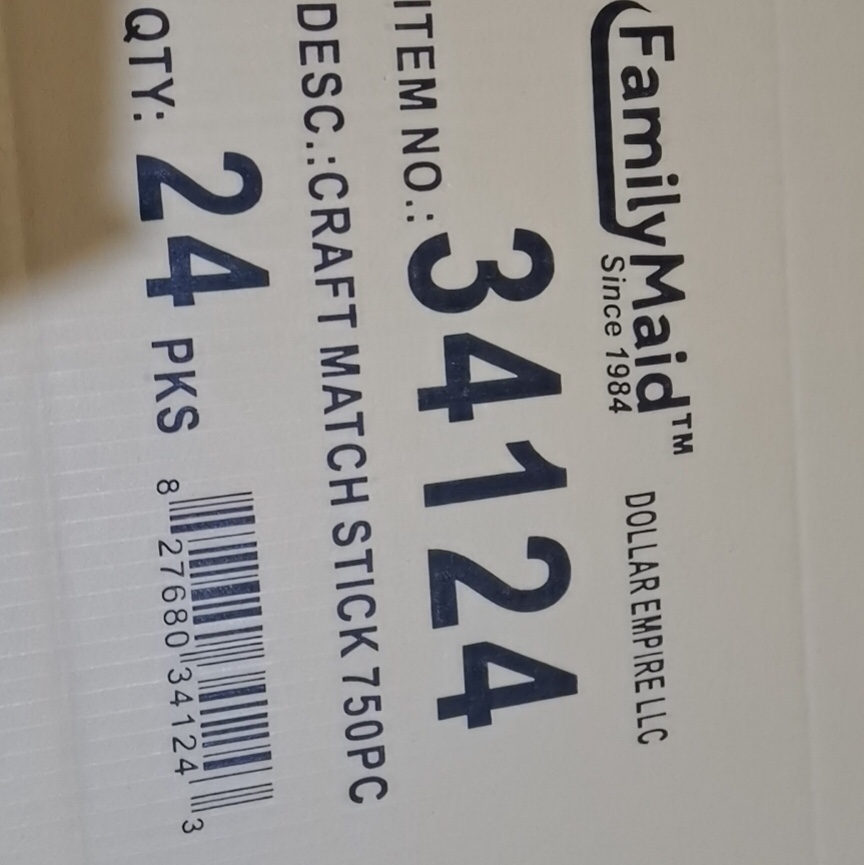 FamilyMaid™
Since 1984
DOLLAR EMPIRE LLC
ITEM NO.: 34124
DESC.:CRAFT MATCH STICK 750PC
QTY: 24 PKS
8 27680 34124 3